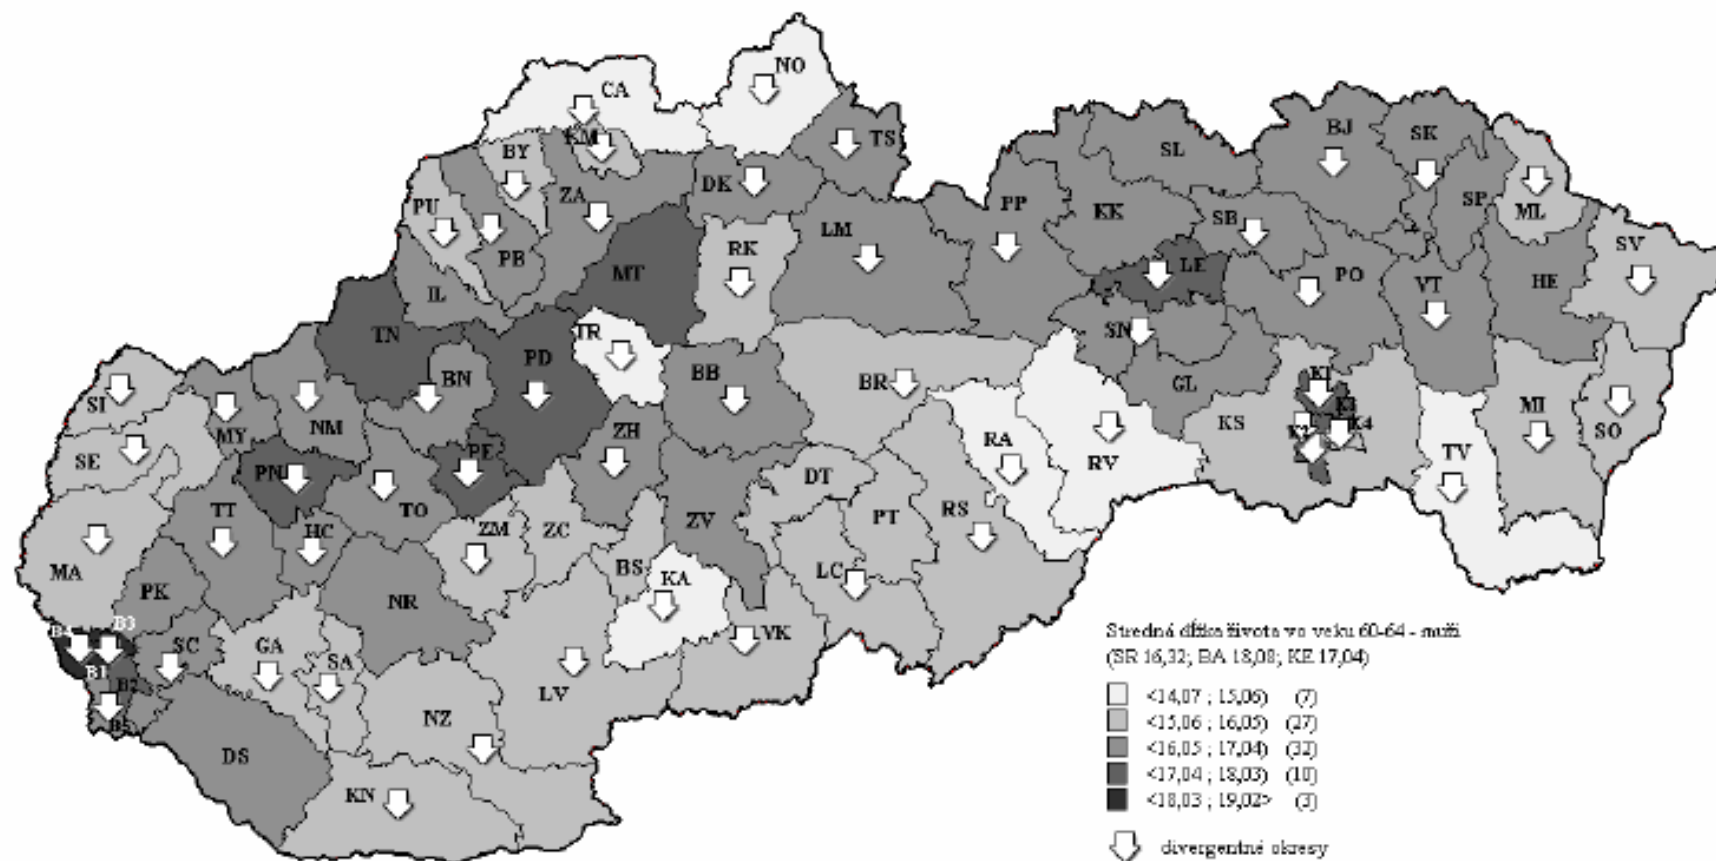 NO
CA
KM
BY
TS
BJ
SK
SL
DK
ZA
PU
PB
PP
KK
SB
SP
ML
SV
RK
LM
MT
LE
PO
VT
HE
IL
TN
TR
SN
PD
BN
BB
BR
GL
K1
K3
K2
K4
KS
MI
SO
SI
MY
NM
ZH
RA
RV
TV
SE
PN
PE
DT
TT
TO
HC
ZM
ZC
ZV
PT
RS
MA
PK
NR
BS
KA
LC
B4
B3
B1
B2
B5
SC
GA
SA
VK
LV
NZ
DS
KN
Stredná dĺžka života vo veku 60-64 - muži
(SR 16,32; BA 18,08; KE 17,04)
<14,07 ; 15,06) (7)
<15,06 ; 16,05) (27)
<16,05 ; 17,04) (32)
<17,04 ; 18,03) (10)
<18,03 ; 19,02> (3)
divergentné okresy